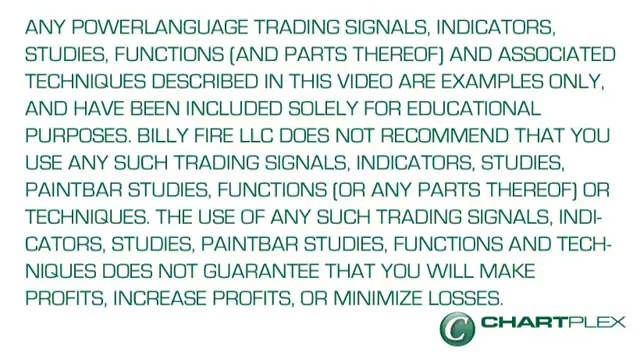 ANY POWERLANGUAGE TRADING SIGNALS, INDICATORS,
STUDIES, FUNCTIONS (AND PARTS THEREOF) AND ASSOCIATED
TECHNIQUES DESCRIBED IN THIS VIDEO ARE EXAMPLES ONLY,
AND HAVE BEEN INCLUDED SOLELY FOR EDUCATIONAL
PURPOSES. BILLY FIRE LLC DOES NOT RECOMMEND THAT YOU
USE ANY SUCH TRADING SIGNALS, INDICATORS, STUDIES,
PAINTBAR STUDIES, FUNCTIONS (OR ANY PARTS THEREOF) OR
TECHNIQUES. THE USE OF ANY SUCH TRADING SIGNALS, INDI-
CATORS, STUDIES, PAINTBAR STUDIES, FUNCTIONS AND TECH-
NIQUES DOES NOT GUARANTEE THAT YOU WILL MAKE
PROFITS, INCREASE PROFITS, OR MINIMIZE LOSSES.
C CHARTPLEX